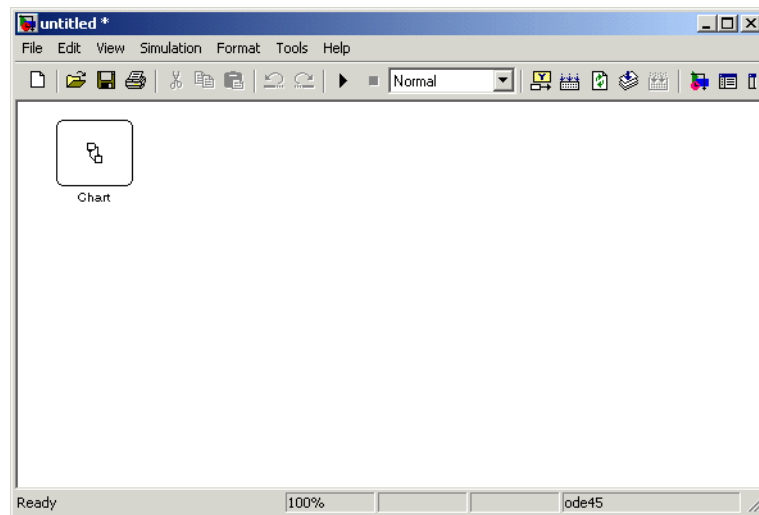 untitled *
File Edit View Simulation Format Tools Help
Normal
Chart
Ready 100% ode45